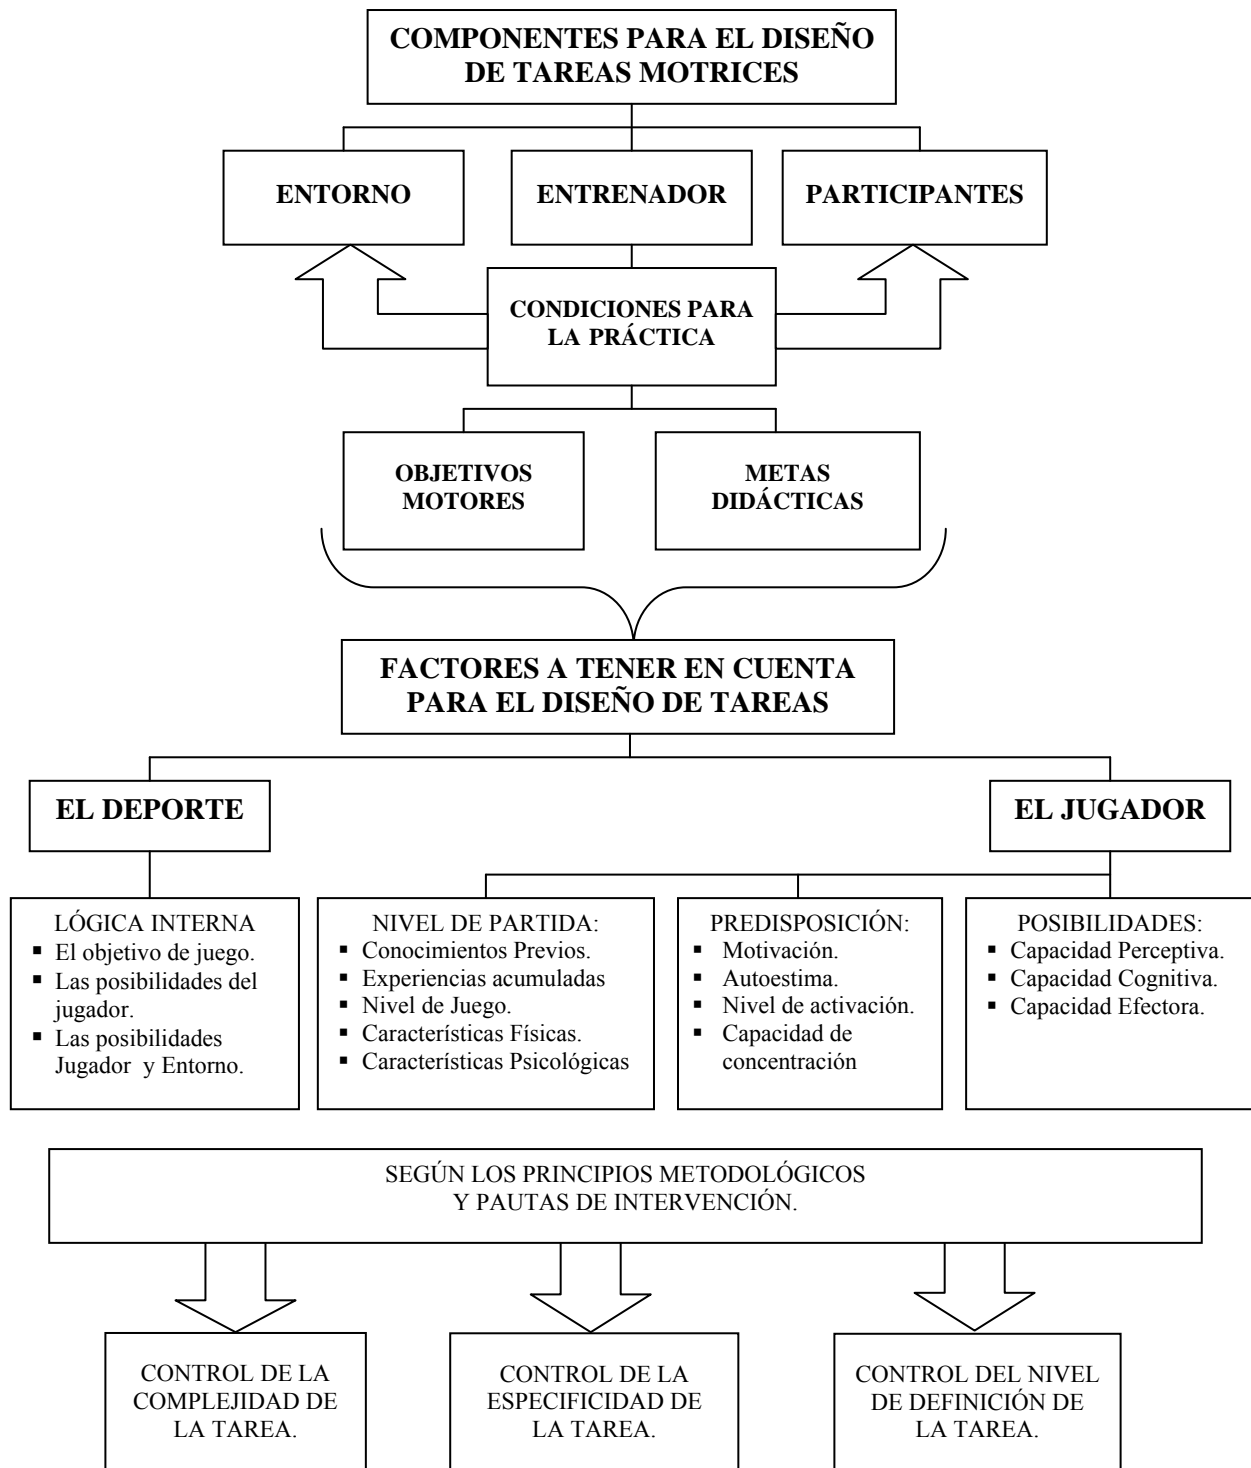 COMPONENTES PARA EL DISEÑO
DE TAREAS MOTRICES
ENTORNO
ENTRENADOR
PARTICIPANTES
CONDICIONES PARA
LA PRÁCTICA
OBJETIVOS
MOTORES
METAS
DIDÁCTICAS
FACTORES A TENER EN CUENTA
PARA EL DISEÑO DE TAREAS
EL DEPORTE
EL JUGADOR
LÓGICA INTERNA
▪ El objetivo de juego.
▪ Las posibilidades del
jugador.
▪ Las posibilidades
Jugador y Entorno.
NIVEL DE PARTIDA:
▪ Conocimientos Previos.
▪ Experiencias acumuladas
▪ Nivel de Juego.
▪ Características Físicas.
▪ Características Psicológicas
PREDISPOSICIÓN:
▪ Motivación.
▪ Autoestima.
▪ Nivel de activación.
▪ Capacidad de
concentración
POSIBILIDADES:
▪ Capacidad Perceptiva.
▪ Capacidad Cognitiva.
▪ Capacidad Efectora.
SEGÚN LOS PRINCIPIOS METODOLÓGICOS
Y PAUTAS DE INTERVENCIÓN.
CONTROL DE LA
COMPLEJIDAD DE
LA TAREA.
CONTROL DE LA
ESPECIFICIDAD DE
LA TAREA.
CONTROL DEL NIVEL
DE DEFINICIÓN DE
LA TAREA.